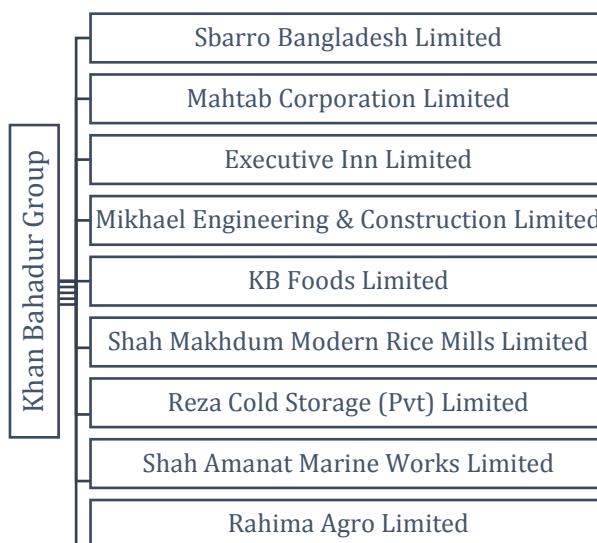 Khan Bahadur Group
Sbarro Bangladesh Limited
Mahtab Corporation Limited
Executive Inn Limited
Mikhael Engineering & Construction Limited
KB Foods Limited
Shah Makhdum Modern Rice Mills Limited
Reza Cold Storage (Pvt) Limited
Shah Amanat Marine Works Limited
Rahima Agro Limited